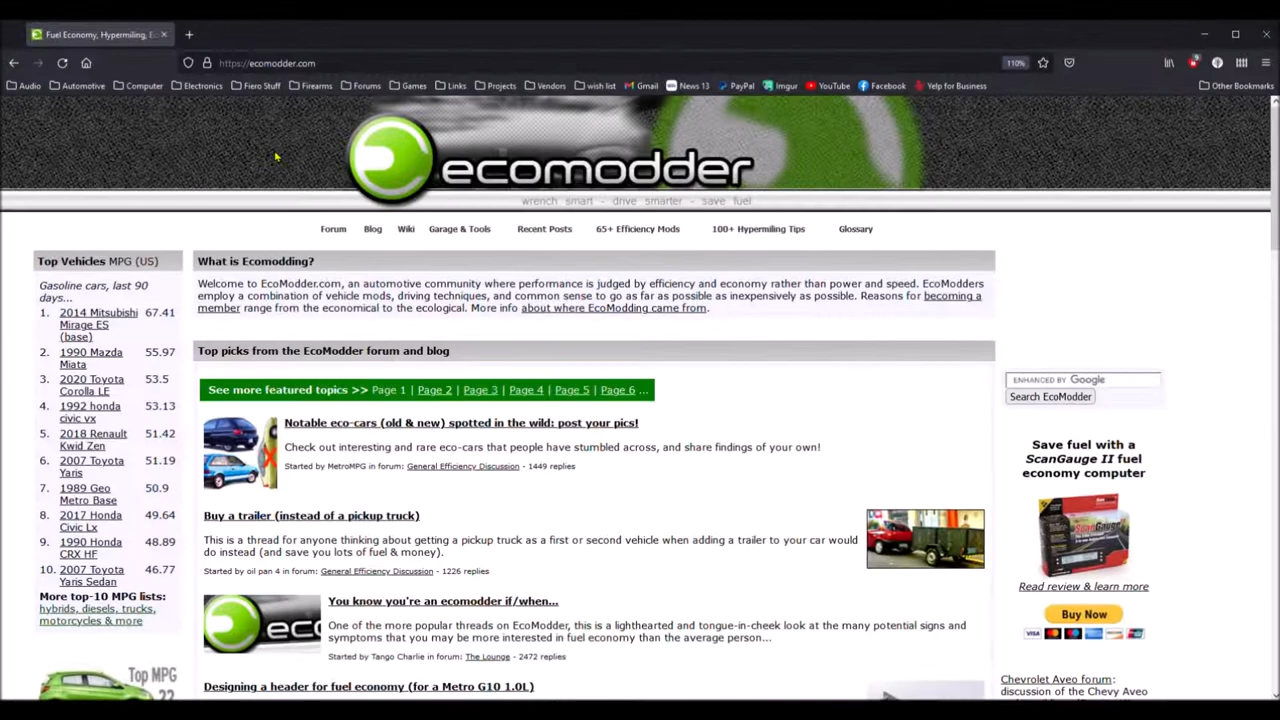 Fuel Economy, Hypermiling, E
https://ecomodder.com
110%
Audio Automotive Computer Electronics Fiero Stuff Firearms Forums Games Links Projects Vendors wish list Gmail News 13 PayPal Imgur YouTube Facebook Yelp for Business Other Bookmarks
ecomodder
wrench smart - drive smarter - save fuel
Forum Blog Wiki Garage & Tools Recent Posts 65+ Efficiency Mods 100+ Hypermiling Tips Glossary
Top Vehicles MPG (US)
Gasoline cars, last 90
days...
1. 2014 Mitsubishi 67.41
Mirage ES
(base)
2. 1990 Mazda 55.97
Miata
3. 2020 Toyota 53.5
Corolla LE
4. 1992 honda 53.13
civic vx
5. 2018 Renault 51.42
Kwid Zen
6. 2007 Toyota 51.19
Yaris
7. 1989 Geo 50.9
Metro Base
8. 2017 Honda 49.64
Civic Lx
9. 1990 Honda 48.89
CRX HF
10. 2007 Toyota 46.77
Yaris Sedan
More top-10 MPG lists:
hybrids, diesels, trucks,
motorcycles & more
Top MPG
What is Ecomodding?
Welcome to EcoModder.com, an automotive community where performance is judged by efficiency and economy rather than power and speed. EcoModders
employ a combination of vehicle mods, driving techniques, and common sense to go as far as possible as inexpensively as possible. Reasons for becoming a
member range from the economical to the ecological. More info about where EcoModding came from.
Top picks from the EcoModder forum and blog
See more featured topics >> Page 1 | Page 2 | Page 3 | Page 4 | Page 5 | Page 6 ...
Notable eco-cars (old & new) spotted in the wild: post your pics!
Check out interesting and rare eco-cars that people have stumbled across, and share findings of your own!
Started by MetroMPG in forum: General Efficiency Discussion - 1449 replies
Buy a trailer (instead of a pickup truck)
This is a thread for anyone thinking about getting a pickup truck as a first or second vehicle when adding a trailer to your car would
do instead (and save you lots of fuel & money).
Started by oil pan 4 in forum: General Efficiency Discussion - 1226 replies
You know you're an ecomodder if/when...
One of the more popular threads on EcoModder, this is a lighthearted and tongue-in-cheek look at the many potential signs and
symptoms that you may be more interested in fuel economy than the average person...
Started by Tango Charlie in forum: The Lounge - 2472 replies
Designing a header for fuel economy (for a Metro G10 1.0L)
ENHANCED BY Google
Search EcoModder
Save fuel with a
ScanGauge II fuel
economy computer
ScanGauge
Read review & learn more
Buy Now
VISA
Chevrolet Aveo forum:
discussion of the Chevy Aveo